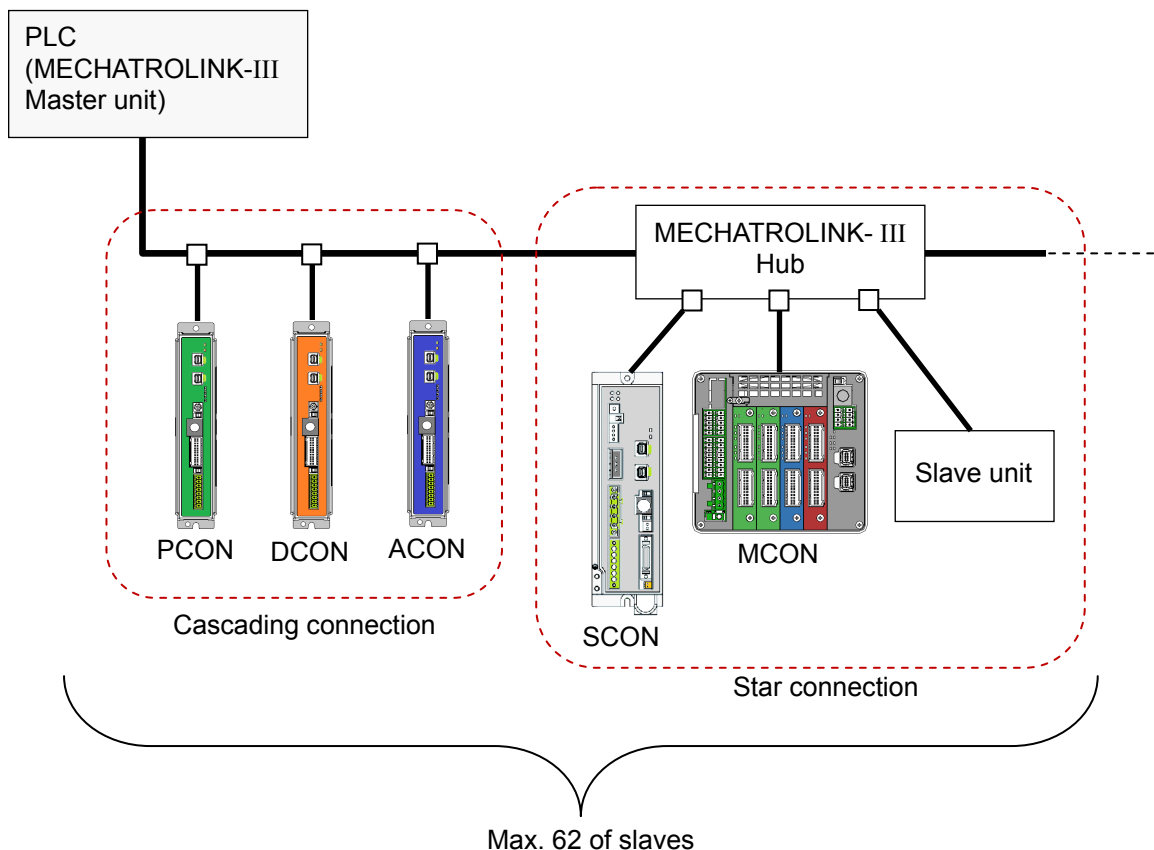 PLC
(MECHATROLINK-III
Master unit)
MECHATROLINK- III
Hub
PCON
DCON
ACON
Cascading connection
SCON
MCON
Slave unit
Star connection
Max. 62 of slaves